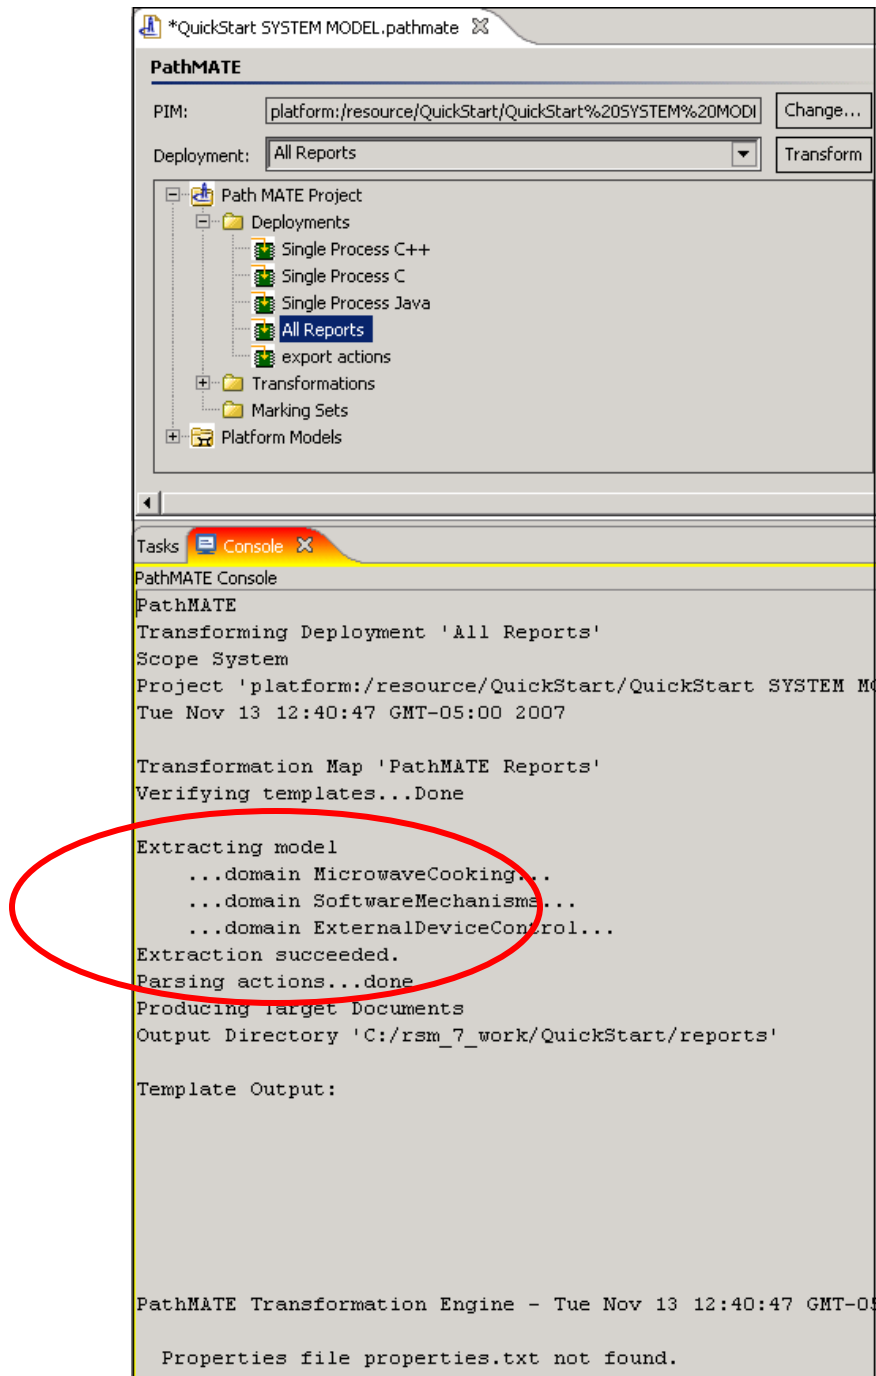 *QuickStart SYSTEM MODEL.pathmate
PathMATE
PIM: platform:/resource/QuickStart/QuickStart%20SYSTEM%20MODI Change...
Deployment: All Reports Transform
Path MATE Project
Deployments
Single Process C++
Single Process C
Single Process Java
All Reports
export actions
Transformations
Marking Sets
Platform Models
Tasks Console
PathMATE Console
PathMATE
Transforming Deployment 'All Reports'
Scope System
Project 'platform:/resource/QuickStart/QuickStart SYSTEM MO
Tue Nov 13 12:40:47 GMT-05:00 2007
Transformation Map 'PathMATE Reports'
Verifying templates...Done
Extracting model
...domain MicrowaveCooking...
...domain SoftwareMechanisms...
...domain ExternalDeviceControl...
Extraction succeeded.
Parsing actions...done
Producing Target Documents
Output Directory 'C:/rsm_7_work/QuickStart/reports'
Template Output:
PathMATE Transformation Engine - Tue Nov 13 12:40:47 GMT-05
Properties file properties.txt not found.